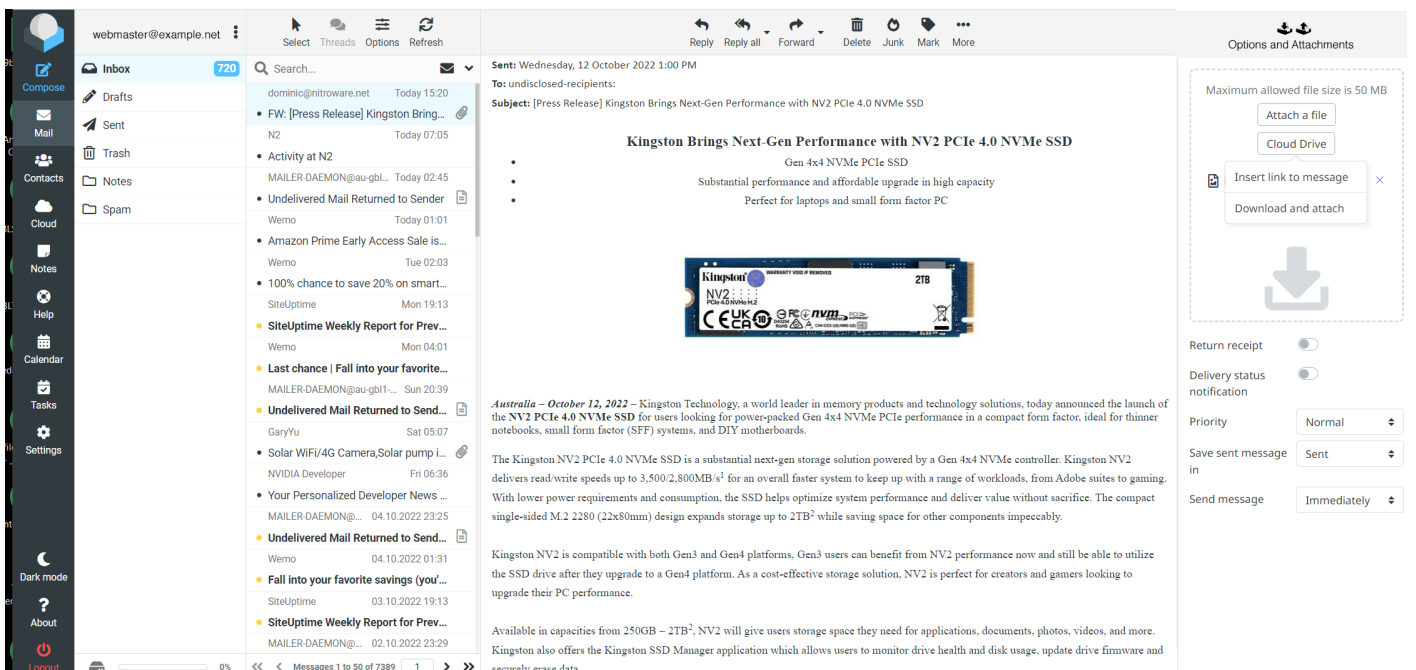 webmaster@example.net
Compose
Mail
Contacts
Cloud
Notes
Help
Calendar
Tasks
Settings
Dark mode
About
Logout
Inbox 720
Drafts
Sent
Trash
Notes
Spam
0%
Select Threads Options Refresh
Search...
dominic@nitroware.net Today 15:20
FW: [Press Release] Kingston Bring...
N2 Today 07:05
Activity at N2
MAILER-DAEMON@au-gbl... Today 02:45
Undelivered Mail Returned to Sender
Wemo Today 01:01
Amazon Prime Early Access Sale is...
Wemo Tue 02:03
100% chance to save 20% on smart...
SiteUptime Mon 19:13
SiteUptime Weekly Report for Prev...
Wemo Mon 04:01
Last chance | Fall into your favorite...
MAILER-DAEMON@au-gbl1-... Sun 20:39
Undelivered Mail Returned to Send...
GaryYu Sat 05:07
Solar WiFi/4G Camera,Solar pump i...
NVIDIA Developer Fri 06:36
Your Personalized Developer News ...
MAILER-DAEMON@... 04.10.2022 23:25
Undelivered Mail Returned to Send...
Wemo 04.10.2022 01:31
Fall into your favorite savings (you'...
SiteUptime 03.10.2022 19:13
SiteUptime Weekly Report for Prev...
MAILER-DAEMON@... 02.10.2022 23:29
Messages 1 to 50 of 7389 1
Reply Reply all Forward Delete Junk Mark More
Sent: Wednesday, 12 October 2022 1:00 PM
To: undisclosed-recipients:
Subject: [Press Release] Kingston Brings Next-Gen Performance with NV2 PCIe 4.0 NVMe SSD
Kingston Brings Next-Gen Performance with NV2 PCIe 4.0 NVMe SSD
• Gen 4x4 NVMe PCIe SSD
• Substantial performance and affordable upgrade in high capacity
• Perfect for laptops and small form factor PC
Kingston WARRANTY VOID IF REMOVED 2TB
NV2
PCIe 4.0 NVMe M.2
Australia – October 12, 2022 – Kingston Technology, a world leader in memory products and technology solutions, today announced the launch of
the NV2 PCIe 4.0 NVMe SSD for users looking for power-packed Gen 4x4 NVMe PCIe performance in a compact form factor, ideal for thinner
notebooks, small form factor (SFF) systems, and DIY motherboards.
The Kingston NV2 PCIe 4.0 NVMe SSD is a substantial next-gen storage solution powered by a Gen 4x4 NVMe controller. Kingston NV2
delivers read/write speeds up to 3,500/2,800MB/s1 for an overall faster system to keep up with a range of workloads, from Adobe suites to gaming.
With lower power requirements and consumption, the SSD helps optimize system performance and deliver value without sacrifice. The compact
single-sided M.2 2280 (22x80mm) design expands storage up to 2TB2 while saving space for other components impeccably.
Kingston NV2 is compatible with both Gen3 and Gen4 platforms, Gen3 users can benefit from NV2 performance now and still be able to utilize
the SSD drive after they upgrade to a Gen4 platform. As a cost-effective storage solution, NV2 is perfect for creators and gamers looking to
upgrade their PC performance.
Available in capacities from 250GB – 2TB2, NV2 will give users storage space they need for applications, documents, photos, videos, and more.
Kingston also offers the Kingston SSD Manager application which allows users to monitor drive health and disk usage, update drive firmware and
securely erase data.
Options and Attachments
Maximum allowed file size is 50 MB
Attach a file
Cloud Drive
Insert link to message
Download and attach
Return receipt
Delivery status
notification
Priority Normal
Save sent message
in Sent
Send message Immediately